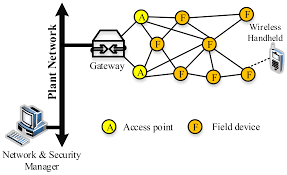 Plant Network
Gateway
A
A
F
F
F
F
F
F
F
F
Wireless
Handheld
A Access point
F Field device
Network & Security
Manager